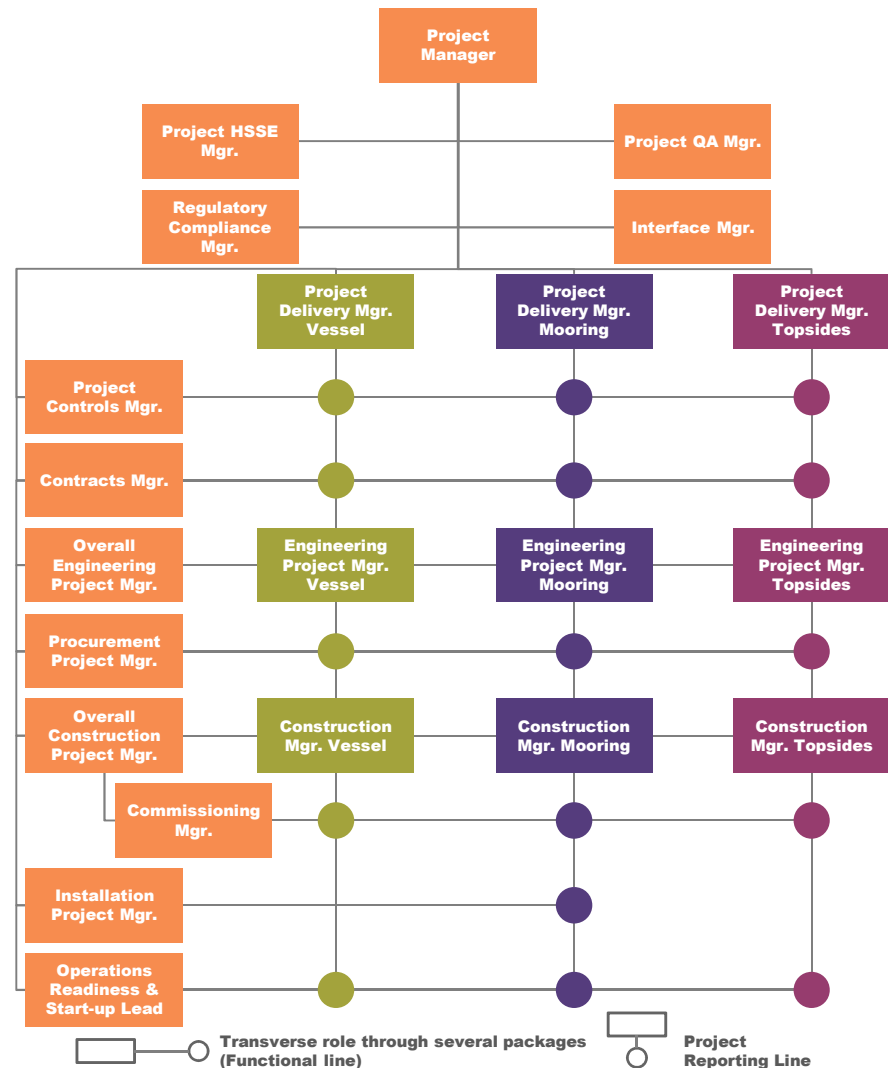 Project
Manager
Project HSSE
Mgr.
Project QA Mgr.
Regulatory
Compliance
Mgr.
Interface Mgr.
Project
Delivery Mgr.
Vessel
Project
Delivery Mgr.
Mooring
Project
Delivery Mgr.
Topsides
Project
Controls Mgr.
Contracts Mgr.
Overall
Engineering
Project Mgr.
Engineering
Project Mgr.
Vessel
Engineering
Project Mgr.
Mooring
Engineering
Project Mgr.
Topsides
Procurement
Project Mgr.
Overall
Construction
Project Mgr.
Construction
Mgr. Vessel
Construction
Mgr. Mooring
Construction
Mgr. Topsides
Commissioning
Mgr.
Installation
Project Mgr.
Operations
Readiness &
Start-up Lead
Transverse role through several packages
(Functional line)
Project
Reporting Line